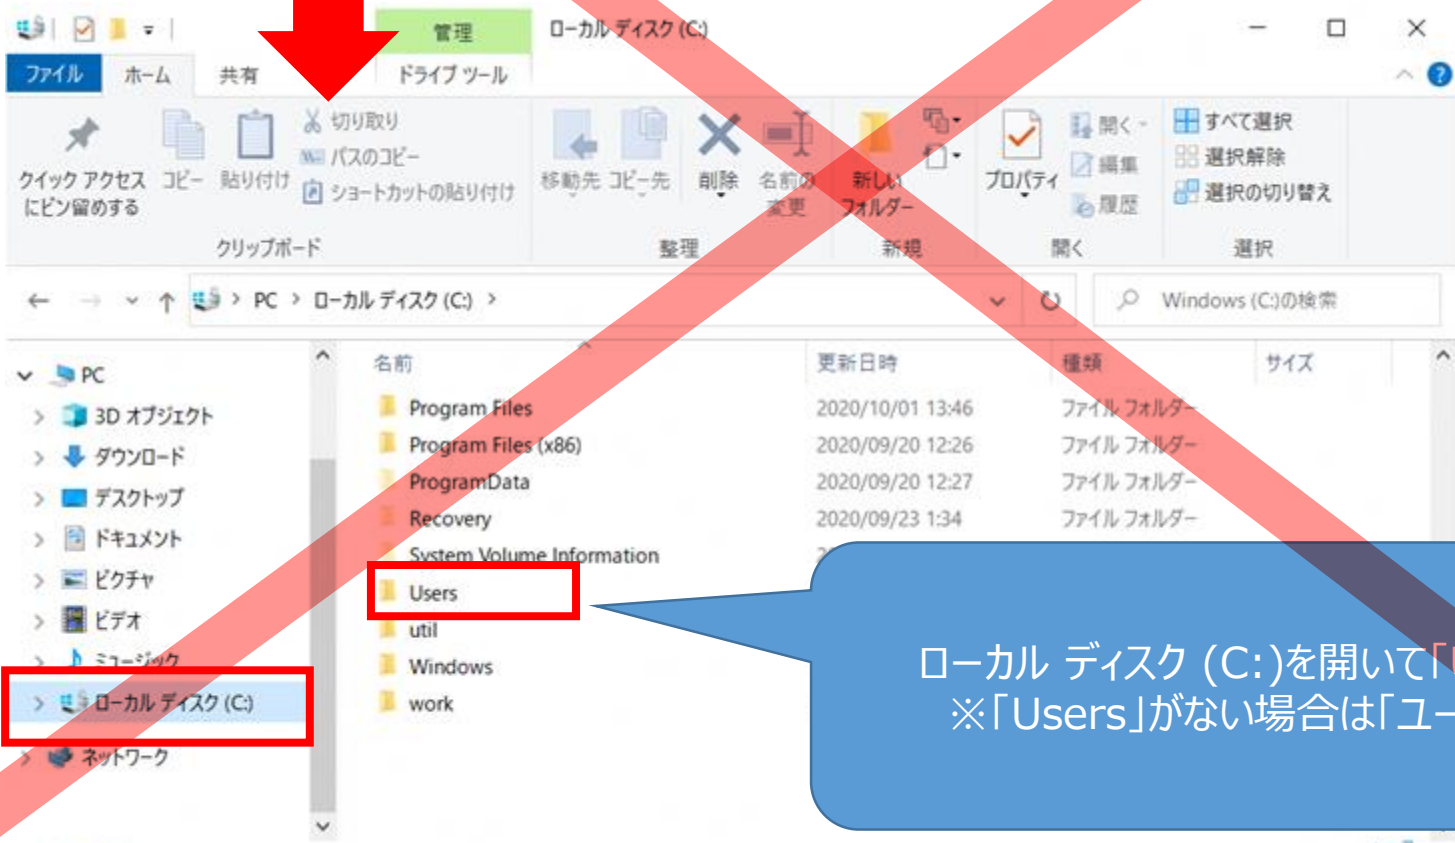 管理
ローカル ディスク (C:)
ファイル
ホーム
共有
ドライブ ツール
クイック アクセス
にピン留めする
コピー
貼り付け
切り取り
パスのコピー
ショートカットの貼り付け
クリップボード
移動先
コピー先
削除
名前の
変更
整理
新しい
フォルダー
新規
プロパティ
開く
編集
履歴
開く
すべて選択
選択解除
選択の切り替え
選択
PC > ローカル ディスク (C:) >
Windows (C:)の検索
PC
3D オブジェクト
ダウンロード
デスクトップ
ドキュメント
ピクチャ
ビデオ
ミュージック
ローカル ディスク (C:)
ネットワーク
名前 更新日時 種類 サイズ
Program Files 2020/10/01 13:46 ファイル フォルダー
Program Files (x86) 2020/09/20 12:26 ファイル フォルダー
ProgramData 2020/09/20 12:27 ファイル フォルダー
Recovery 2020/09/23 1:34 ファイル フォルダー
System Volume Information
Users
util
Windows
work
ローカル ディスク (C:)を開いて「
※「Users」がない場合は「ユー